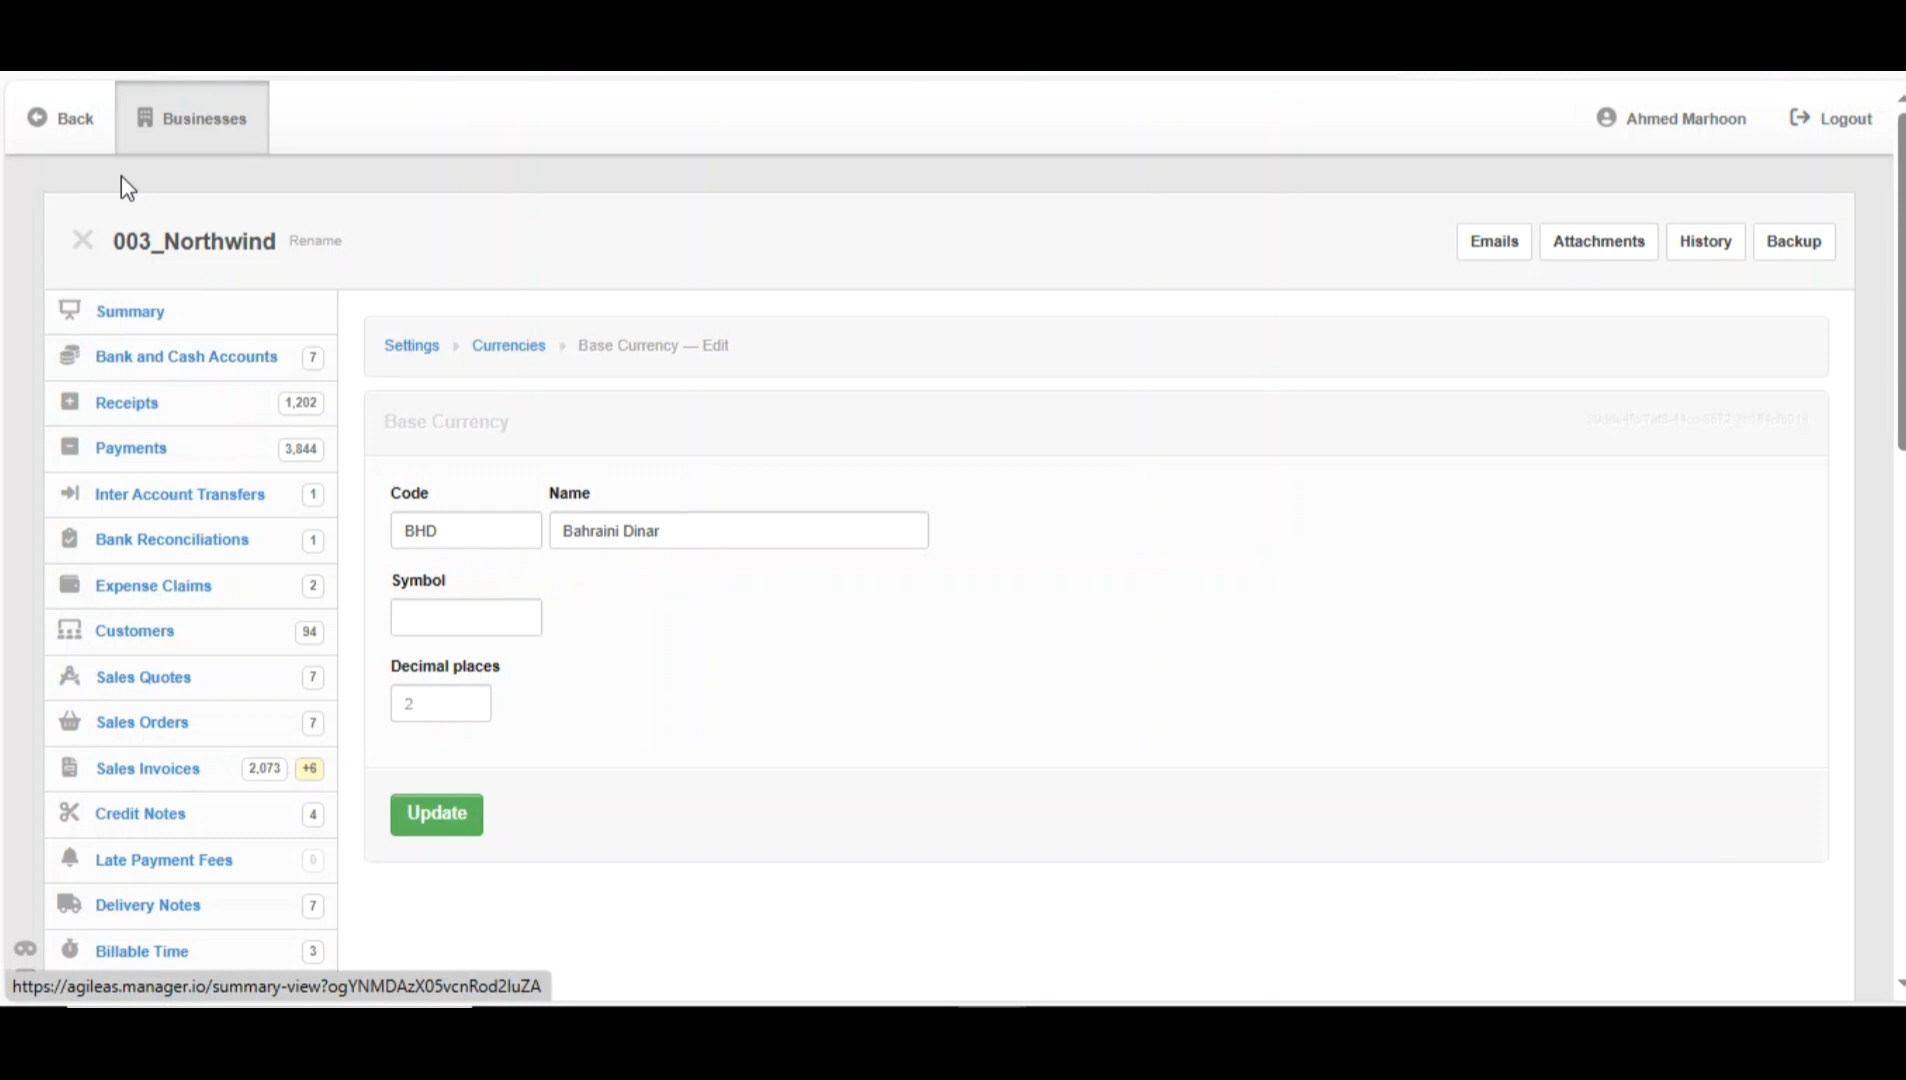 Back
Businesses
Ahmed Marhoon
Logout
003_Northwind Rename
Emails
Attachments
History
Backup
Summary
Bank and Cash Accounts 7
Receipts 1,202
Payments 3,844
Inter Account Transfers 1
Bank Reconciliations 1
Expense Claims 2
Customers 94
Sales Quotes 7
Sales Orders 7
Sales Invoices 2,073 +6
Credit Notes 4
Late Payment Fees 0
Delivery Notes 7
Billable Time 3
Settings Currencies Base Currency — Edit
Base Currency
Code Name
BHD Bahraini Dinar
Symbol
Decimal places
2
Update
https://agileas.manager.io/summary-view?ogYNMDAzX05vcnRod2luZA